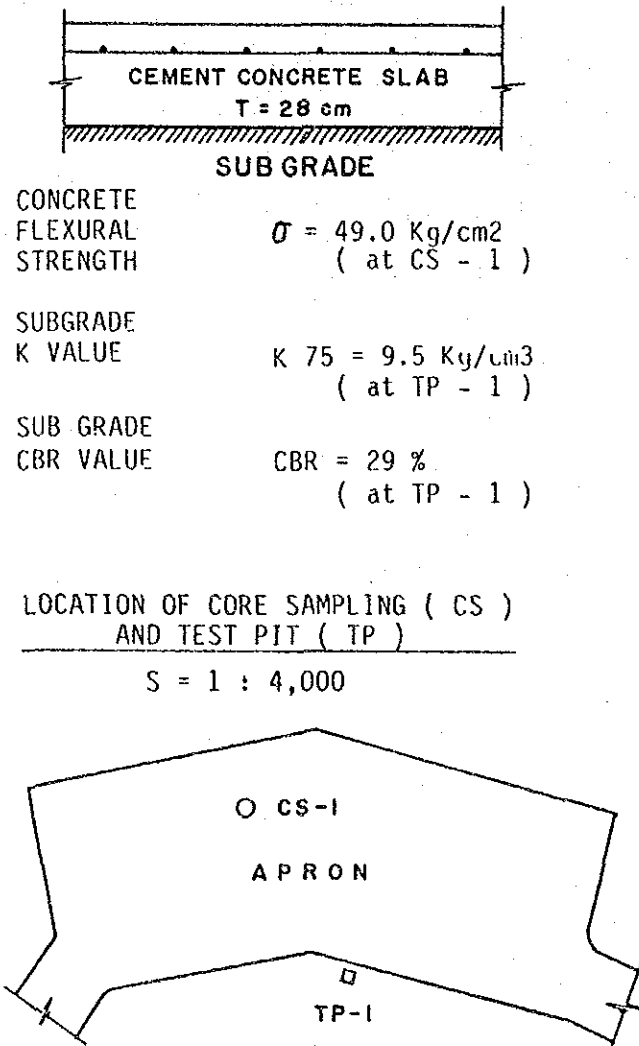 CEMENT CONCRETE SLAB
T = 28 cm
SUB GRADE
CONCRETE
FLEXURAL σ = 49.0 Kg/cm2
STRENGTH ( at CS - 1 )
SUBGRADE
K VALUE K 75 = 9.5 Kg/cm3
( at TP - 1 )
SUB GRADE
CBR VALUE CBR = 29 %
( at TP - 1 )
LOCATION OF CORE SAMPLING ( CS )
AND TEST PIT ( TP )
S = 1 : 4,000
CS-1
APRON
TP-1